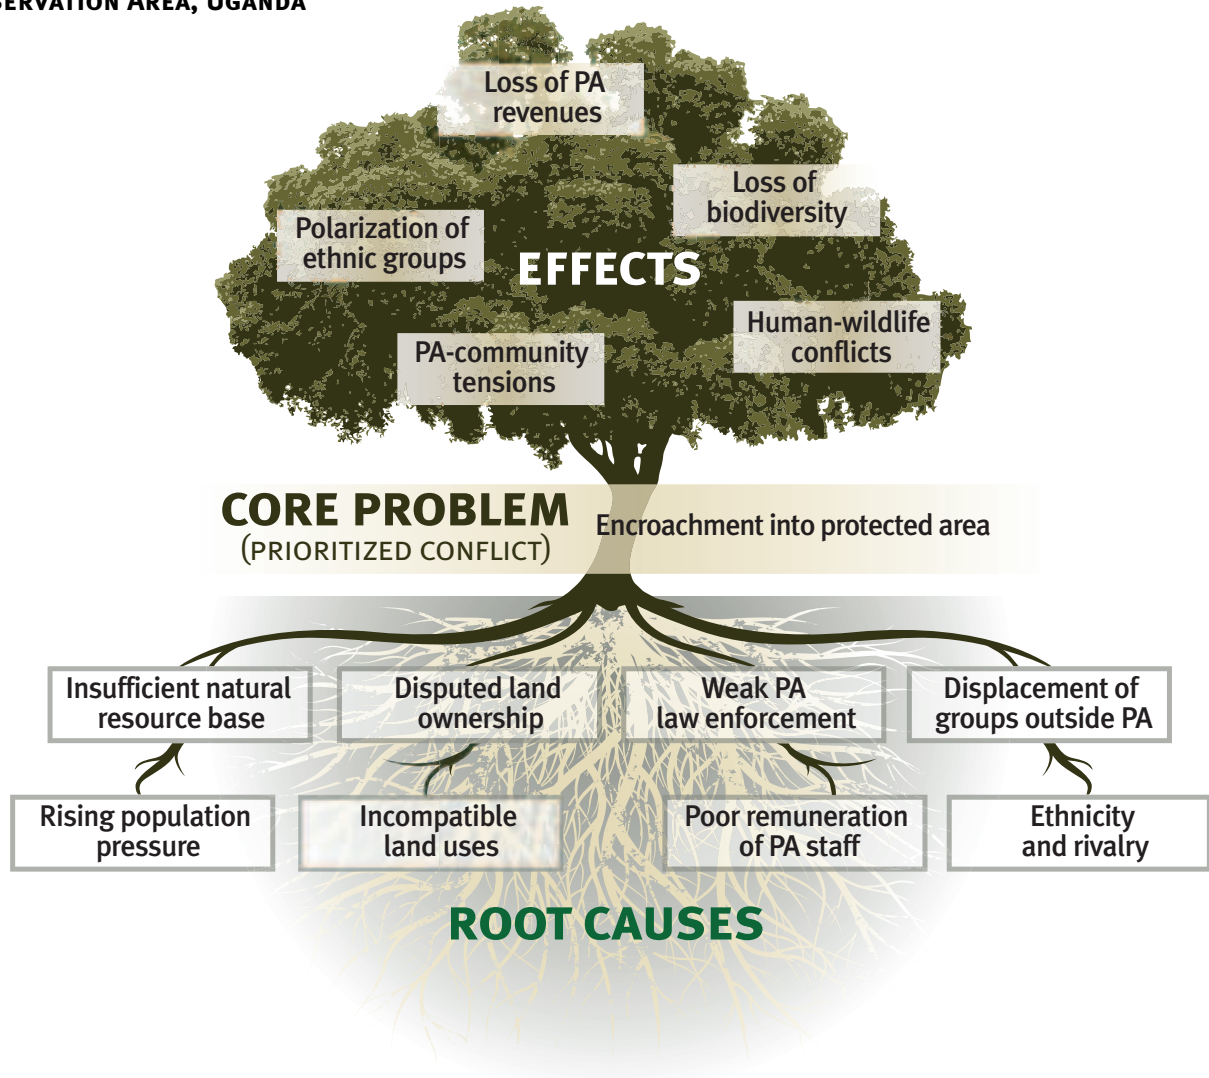 AREA, UGANDA
Loss of PA
revenues
Loss of
biodiversity
Polarization of
ethnic groups
EFFECTS
Human-wildlife
conflicts
PA-community
tensions
CORE PROBLEM
(PRIORITIZED CONFLICT)
Encroachment into protected area
Insufficient natural
resource base
Disputed land
ownership
Weak PA
law enforcement
Displacement of
groups outside PA
Rising population
pressure
Incompatible
land uses
Poor remuneration
of PA staff
Ethnicity
and rivalry
ROOT CAUSES